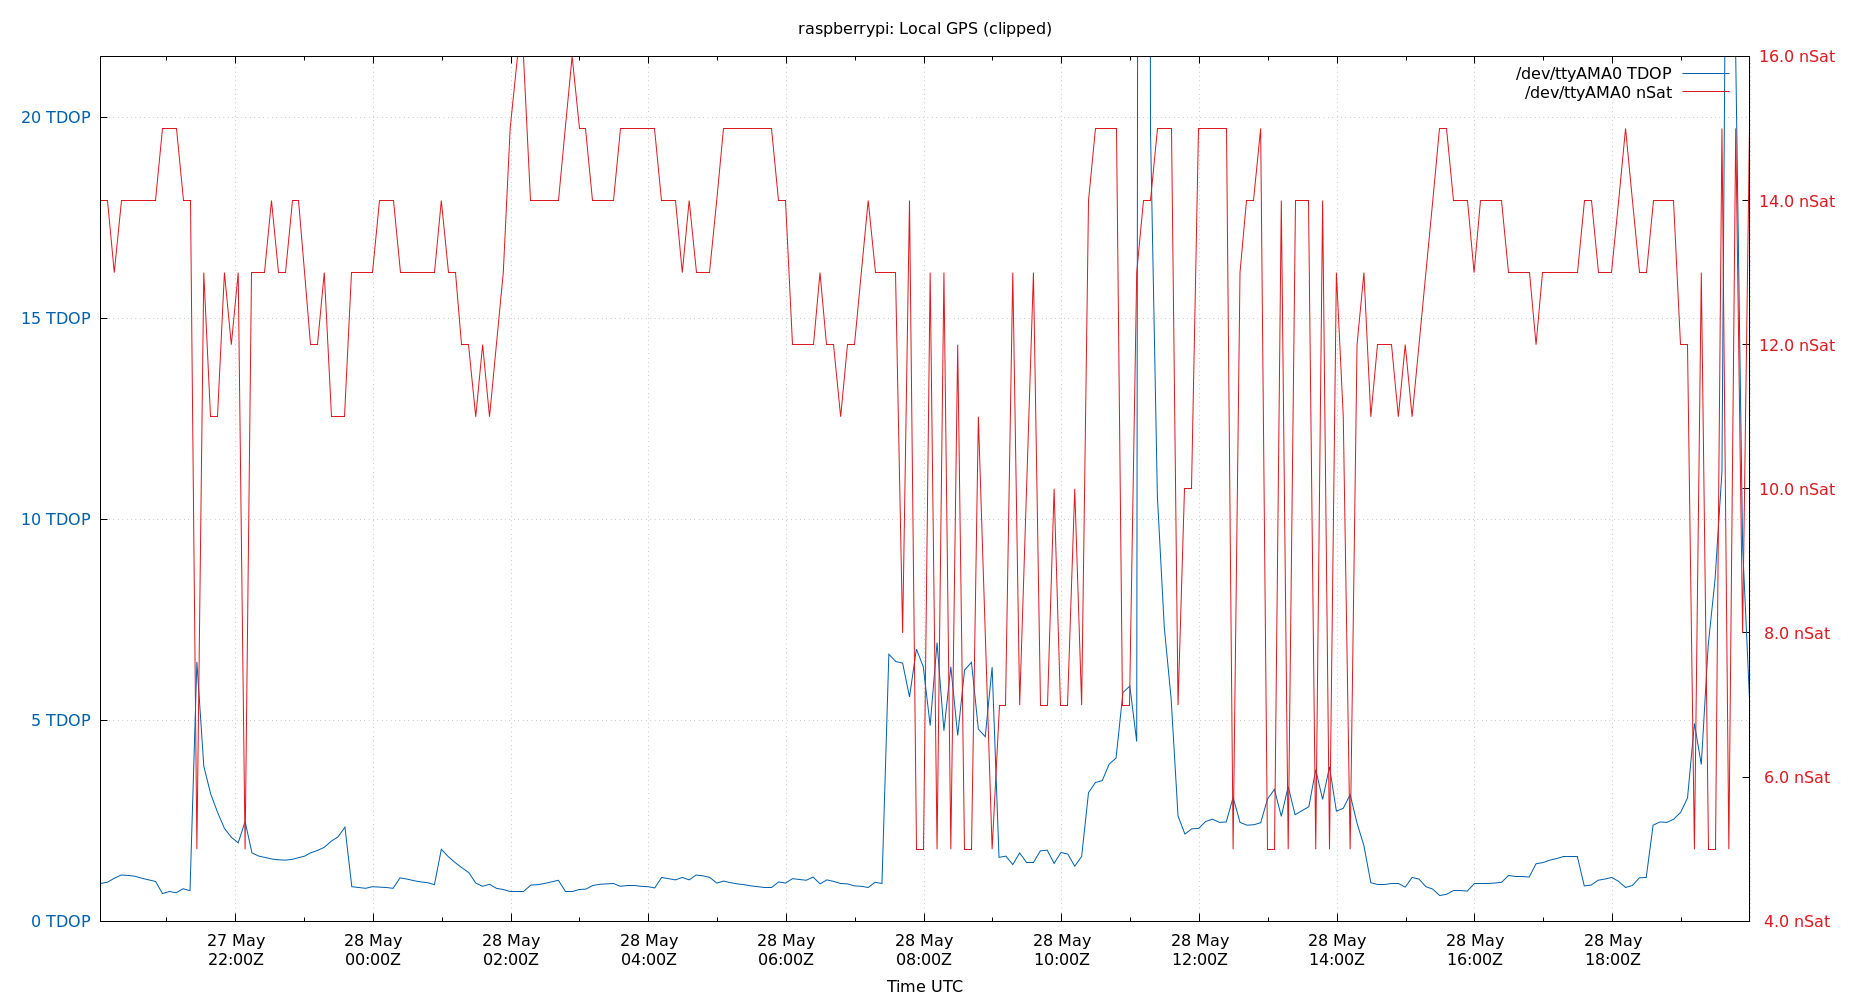 raspberrypi: Local GPS (clipped)
/dev/ttyAMA0 TDOP
/dev/ttyAMA0 nSat
20 TDOP
15 TDOP
10 TDOP
5 TDOP
0 TDOP
16.0 nSat
14.0 nSat
12.0 nSat
10.0 nSat
8.0 nSat
6.0 nSat
4.0 nSat
27 May
22:00Z
28 May
00:00Z
28 May
02:00Z
28 May
04:00Z
28 May
06:00Z
28 May
08:00Z
28 May
10:00Z
28 May
12:00Z
28 May
14:00Z
28 May
16:00Z
28 May
18:00Z
Time UTC